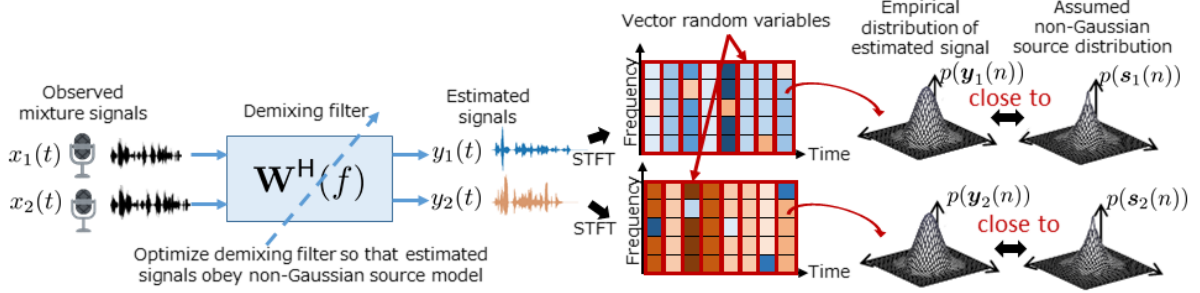 Observed
mixture signals
x₁(t)
x₂(t)
Demixing filter
𝐖ᴴ(f)
Optimize demixing filter so that estimated
signals obey non-Gaussian source model
Estimated
signals
y₁(t)
y₂(t)
STFT
STFT
Vector random variables
Frequency
Time
Frequency
Time
Empirical
distribution of
estimated signal
Assumed
non-Gaussian
source distribution
p(𝒚₁(n))
close to
p(𝒔₁(n))
p(𝒚₂(n))
close to
p(𝒔₂(n))